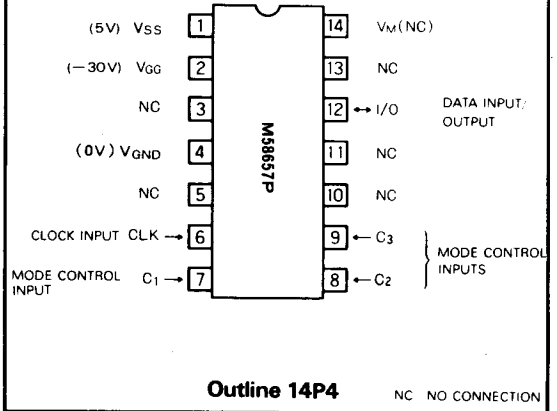 (5V) VSS 1
(−30V) VGG 2
NC 3
(0V) VGND 4
NC 5
CLOCK INPUT CLK → 6
MODE CONTROL INPUT C1 → 7
M58657P
14 VM(NC)
13 NC
12 ↔ I/O DATA INPUT/ OUTPUT
11 NC
10 NC
9 ← C3
8 ← C2
MODE CONTROL
INPUTS
Outline 14P4
NC NO CONNECTION